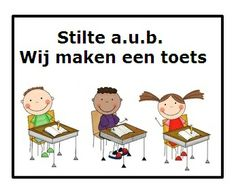 Stilte a.u.b.
Wij maken een toets